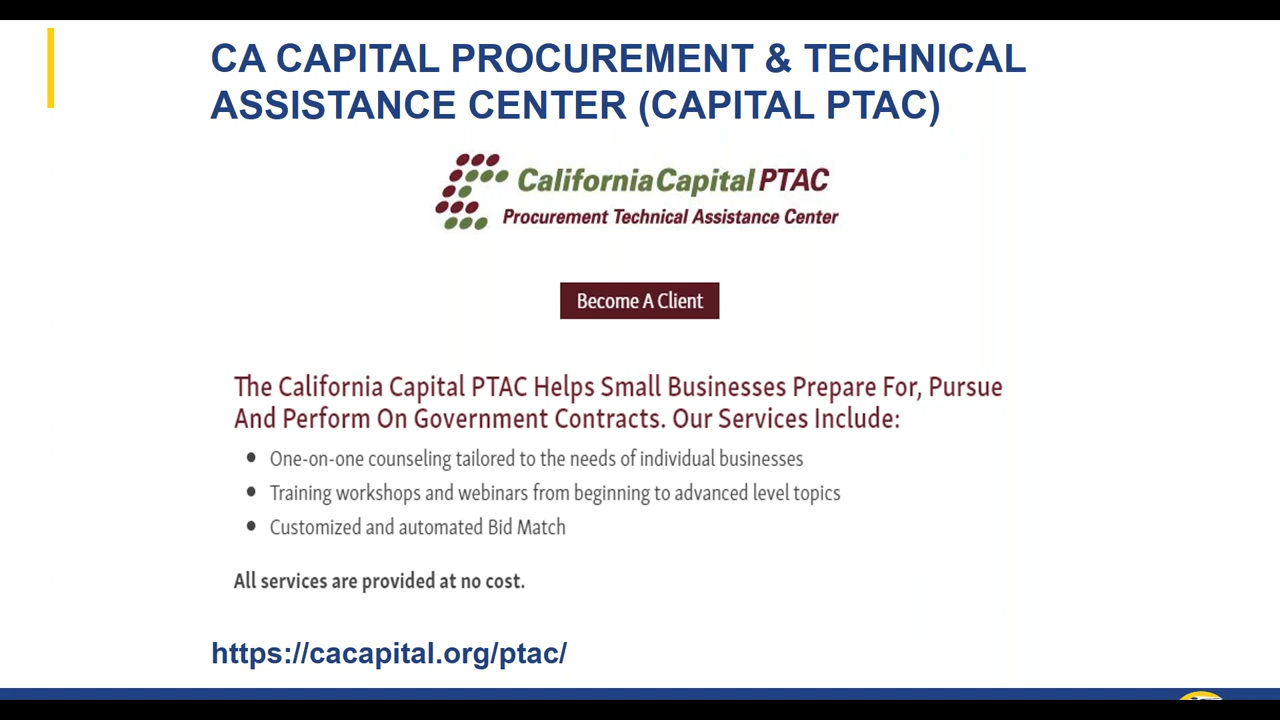 CA CAPITAL PROCUREMENT & TECHNICAL
ASSISTANCE CENTER (CAPITAL PTAC)
CaliforniaCapital PTAC
Procurement Technical Assistance Center
Become A Client
The California Capital PTAC Helps Small Businesses Prepare For, Pursue
And Perform On Government Contracts. Our Services Include:
• One-on-one counseling tailored to the needs of individual businesses
• Training workshops and webinars from beginning to advanced level topics
• Customized and automated Bid Match
All services are provided at no cost.
https://cacapital.org/ptac/